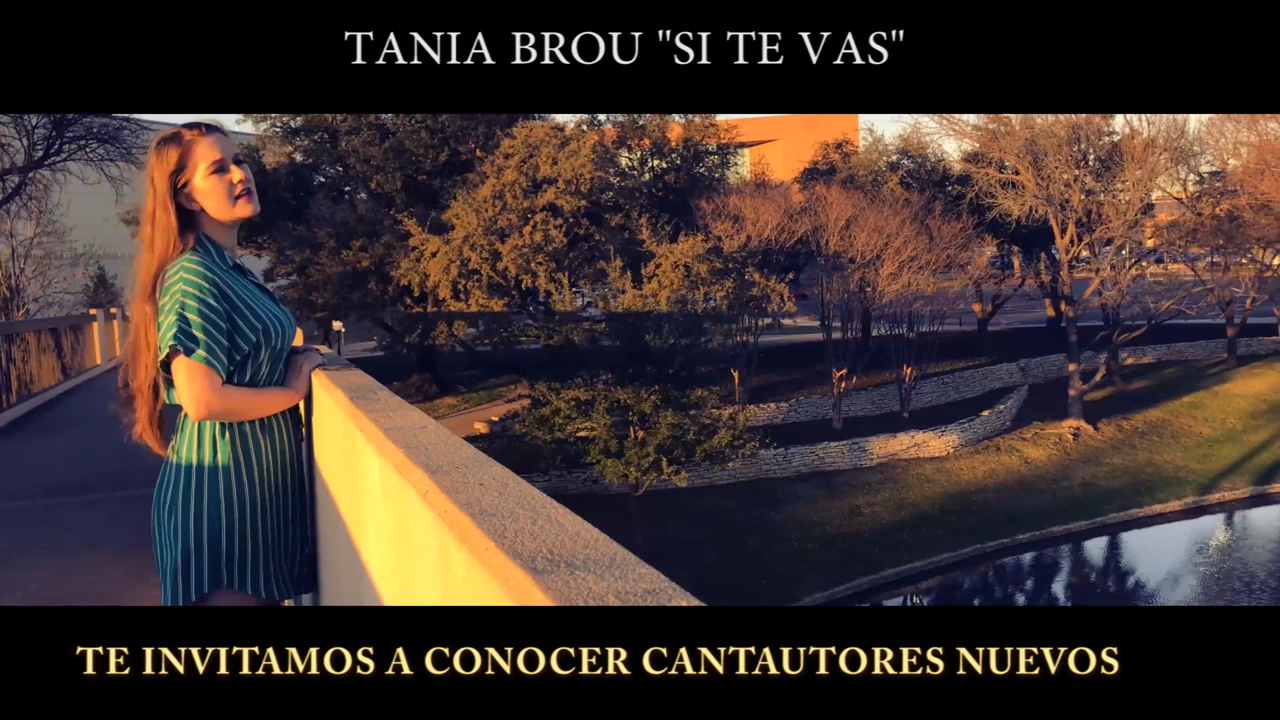 TANIA BROU "SI TE VAS"
TE INVITAMOS A CONOCER CANTAUTORES NUEVOS